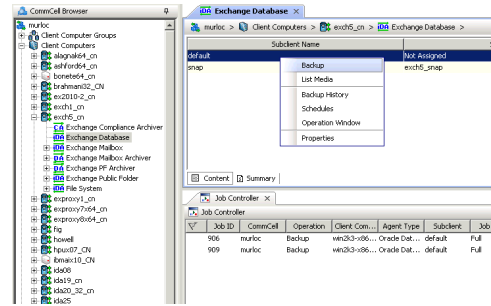 CommCell Browser
murloc
Client Computer Groups
Client Computers
alagnak64_cn
ashford64_cn
bonete64_cn
brahmani32_CN
ex2010-2_cn
exch1_cn
exch5_cn
Exchange Compliance Archiver
Exchange Database
Exchange Mailbox
Exchange Mailbox Archiver
Exchange PF Archiver
Exchange Public Folder
File System
exproxy1_cn
exproxy7x64_cn
exproxy8x64_cn
fig
howell
hpux07_CN
ibmaix10_CN
ida08
ida19_cn
ida20_32_cn
ida25
Exchange Database
murloc > Client Computers > exch5_cn > Exchange Database >
Subclient Name
default Not Assigned
snap exch5_snap
Backup
List Media
Backup History
Schedules
Operation Window
Properties
Content Summary
Job Controller
Job Controller
Job ID CommCell Operation Client Com... Agent Type Subclient Job
906 murloc Backup win2k3-x86... Oracle Dat... default Full
909 murloc Backup win2k3-x86... Oracle Dat... default Full